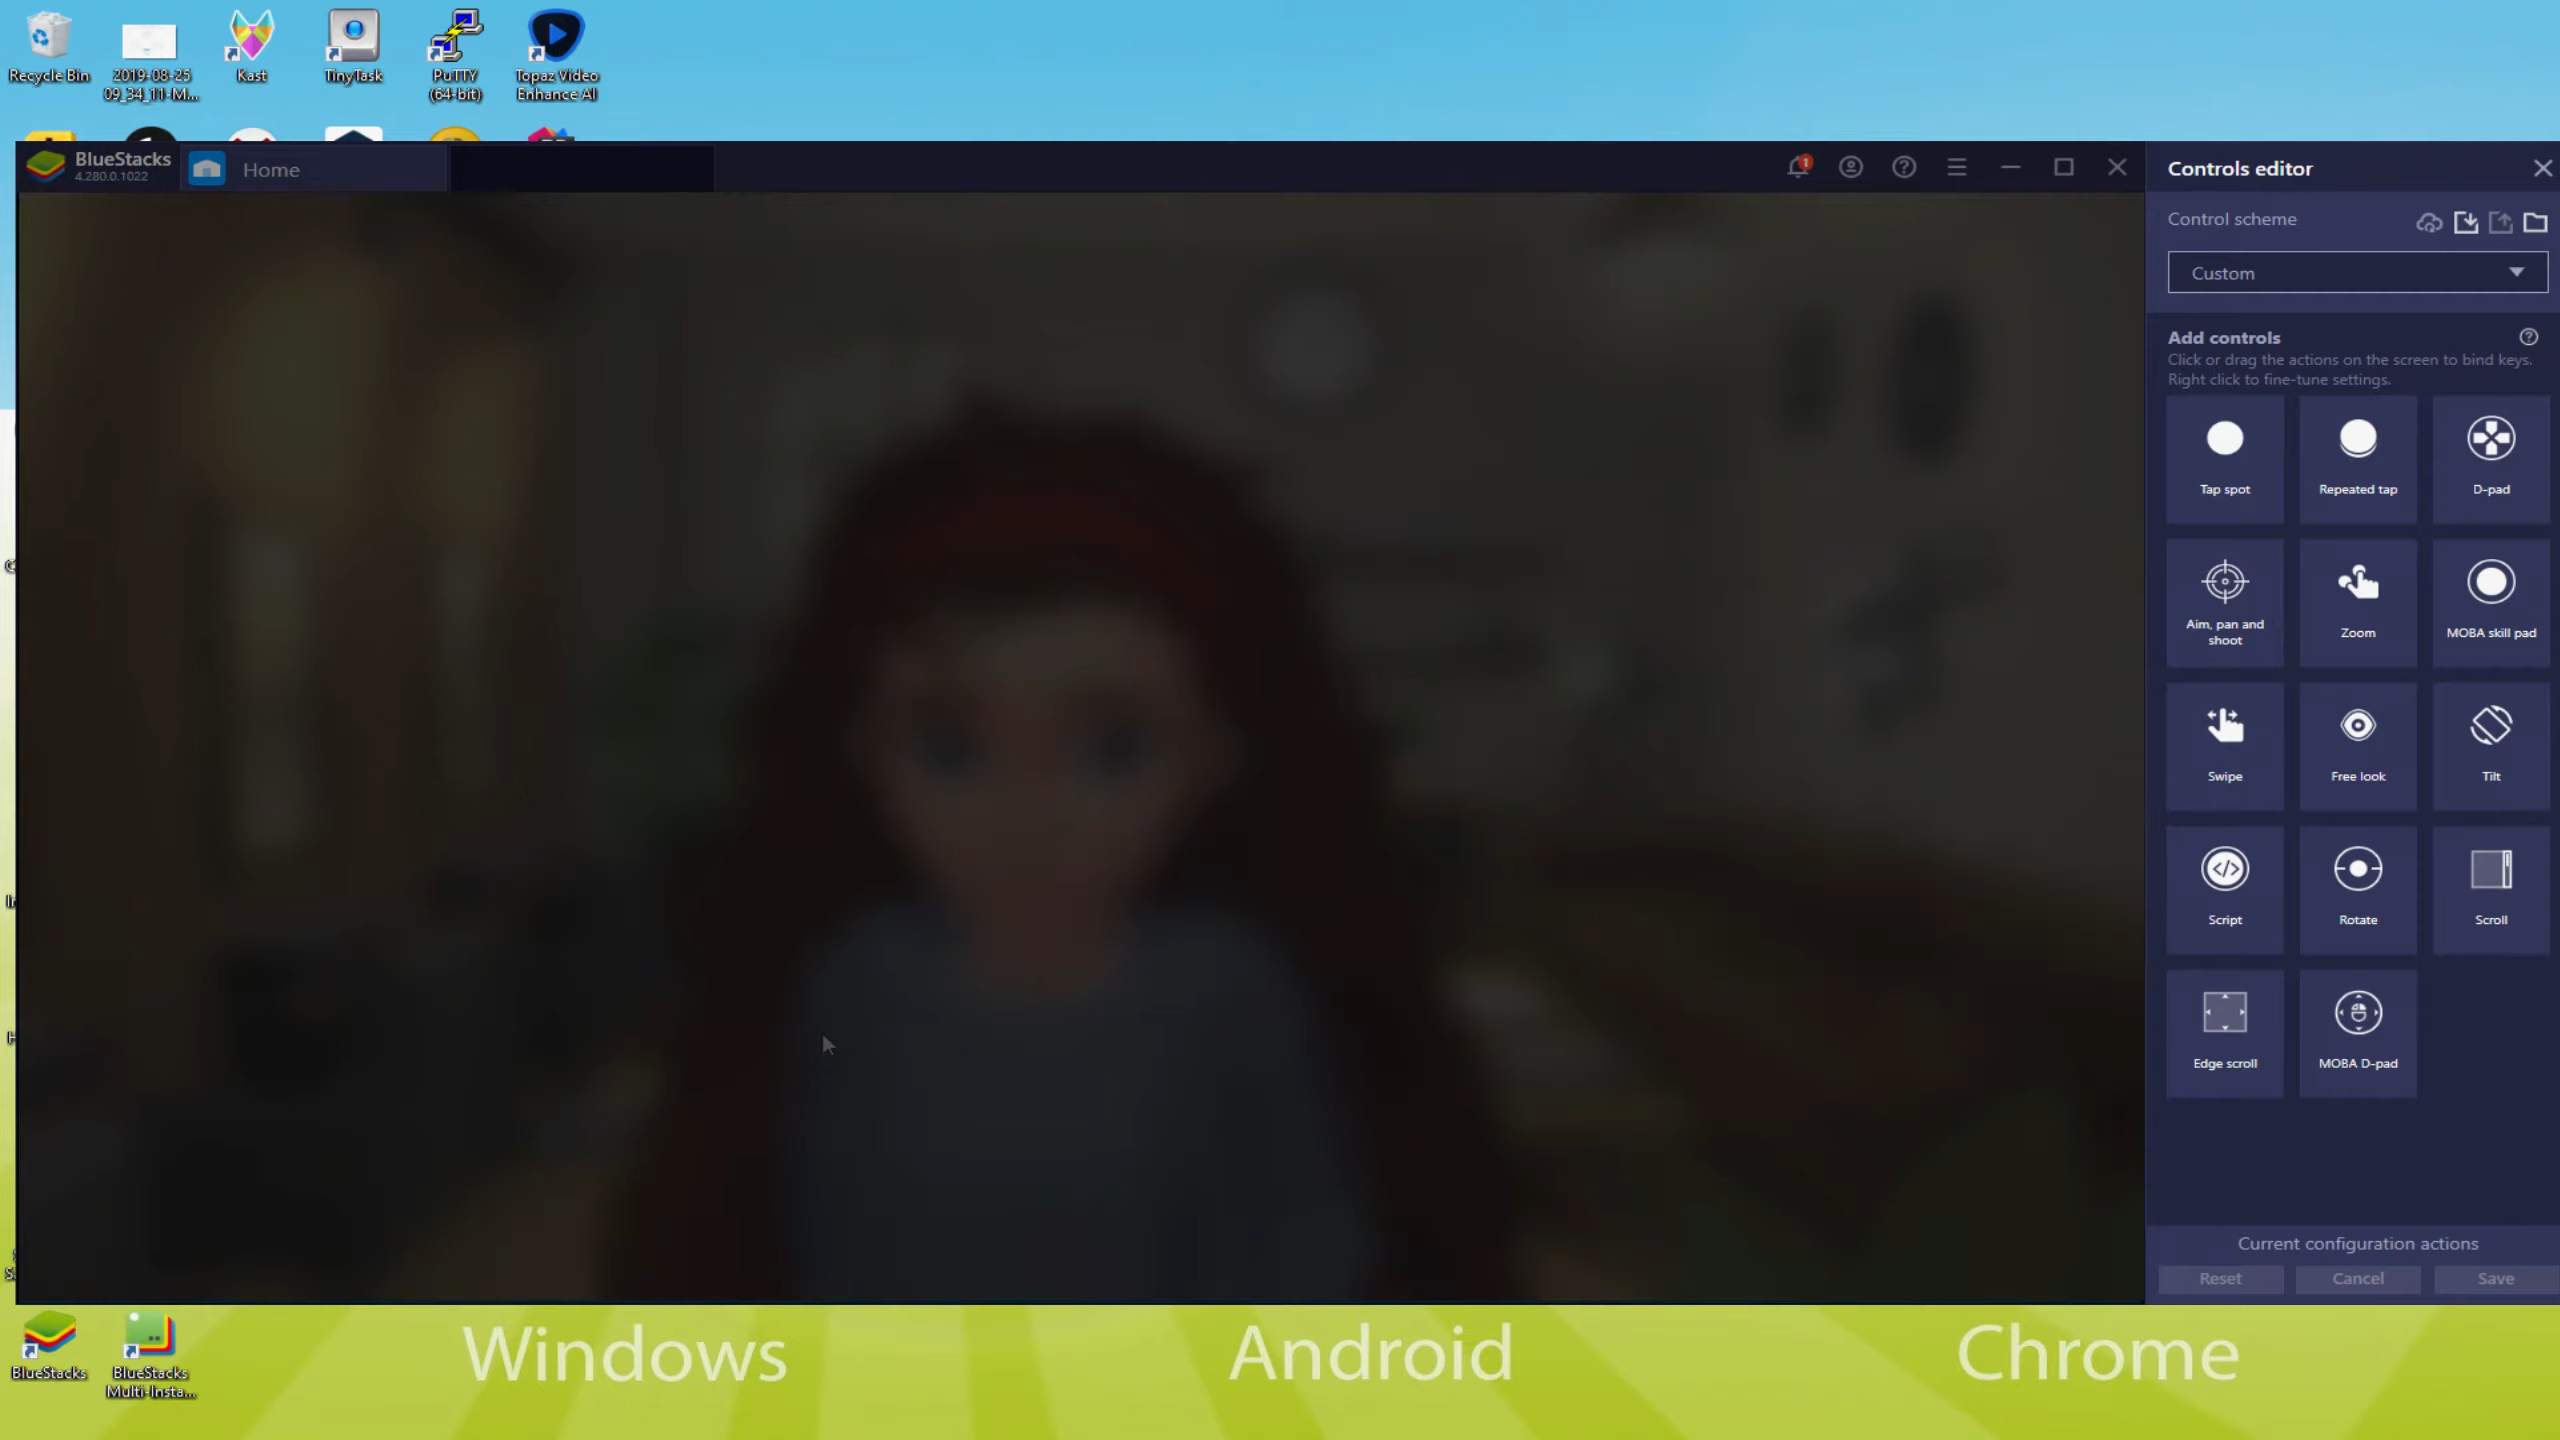 Recycle Bin
2019-08-25
09_34_11-M...
Kast
TinyTask
PuTTY
(64-bit)
Topaz Video
Enhance AI
BlueStacks
4.280.0.1022
Home
1
Controls editor
Control scheme
Custom
Add controls
Click or drag the actions on the screen to bind keys.
Right click to fine-tune settings.
Tap spot
Repeated tap
D-pad
Aim, pan and
shoot
Zoom
MOBA skill pad
Swipe
Free look
Tilt
Script
Rotate
Scroll
Edge scroll
MOBA D-pad
Current configuration actions
Reset
Cancel
Save
BlueStacks
BlueStacks
Multi-Insta...
Windows
Android
Chrome